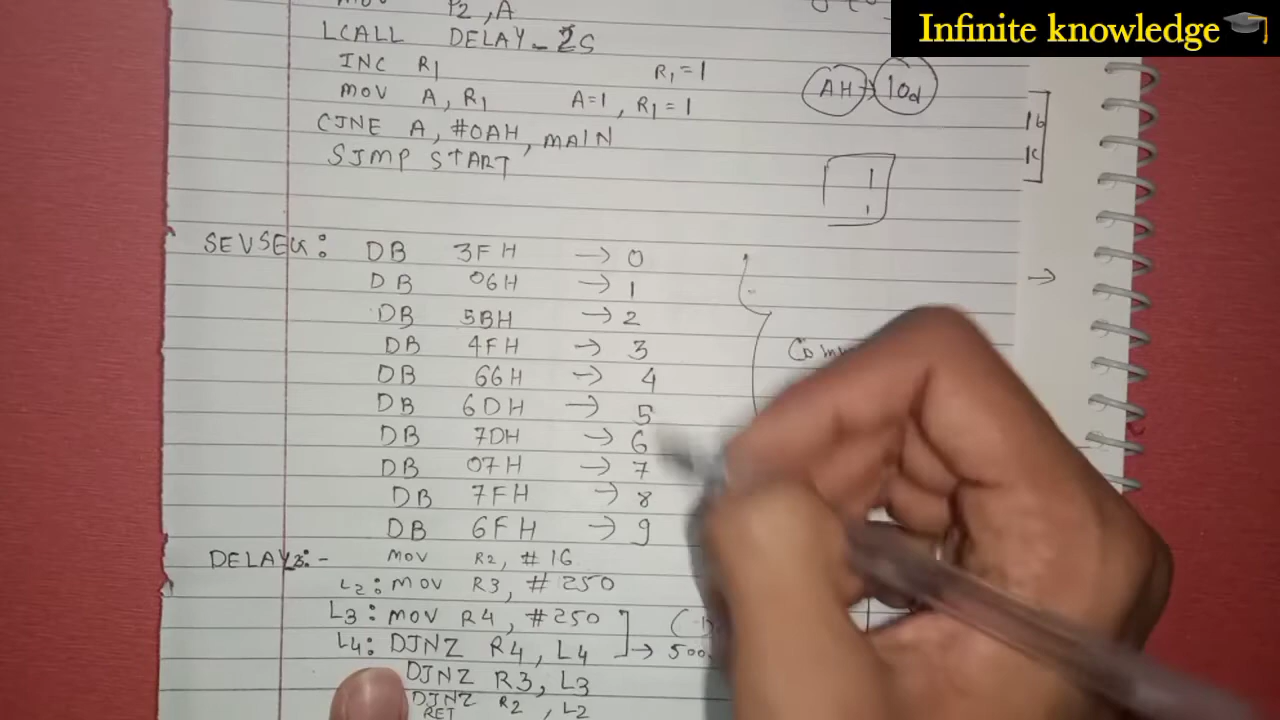 MOV P2, A
LCALL DELAY_2S
INC R1 R1=1
MOV A, R1 A=1, R1=1
CJNE A, #0AH, MAIN
SJMP START
Infinite knowledge
AH → 10d
SEVSEG: DB 3FH → 0
DB 06H → 1
DB 5BH → 2
DB 4FH → 3
DB 66H → 4
DB 6DH → 5
DB 7DH → 6
DB 07H → 7
DB 7FH → 8
DB 6FH → 9
DELAY_2S:- MOV R2, #16
L2: MOV R3, #250
L3: MOV R4, #250
L4: DJNZ R4, L4 → 500
DJNZ R3, L3
DJNZ R2, L2
RET